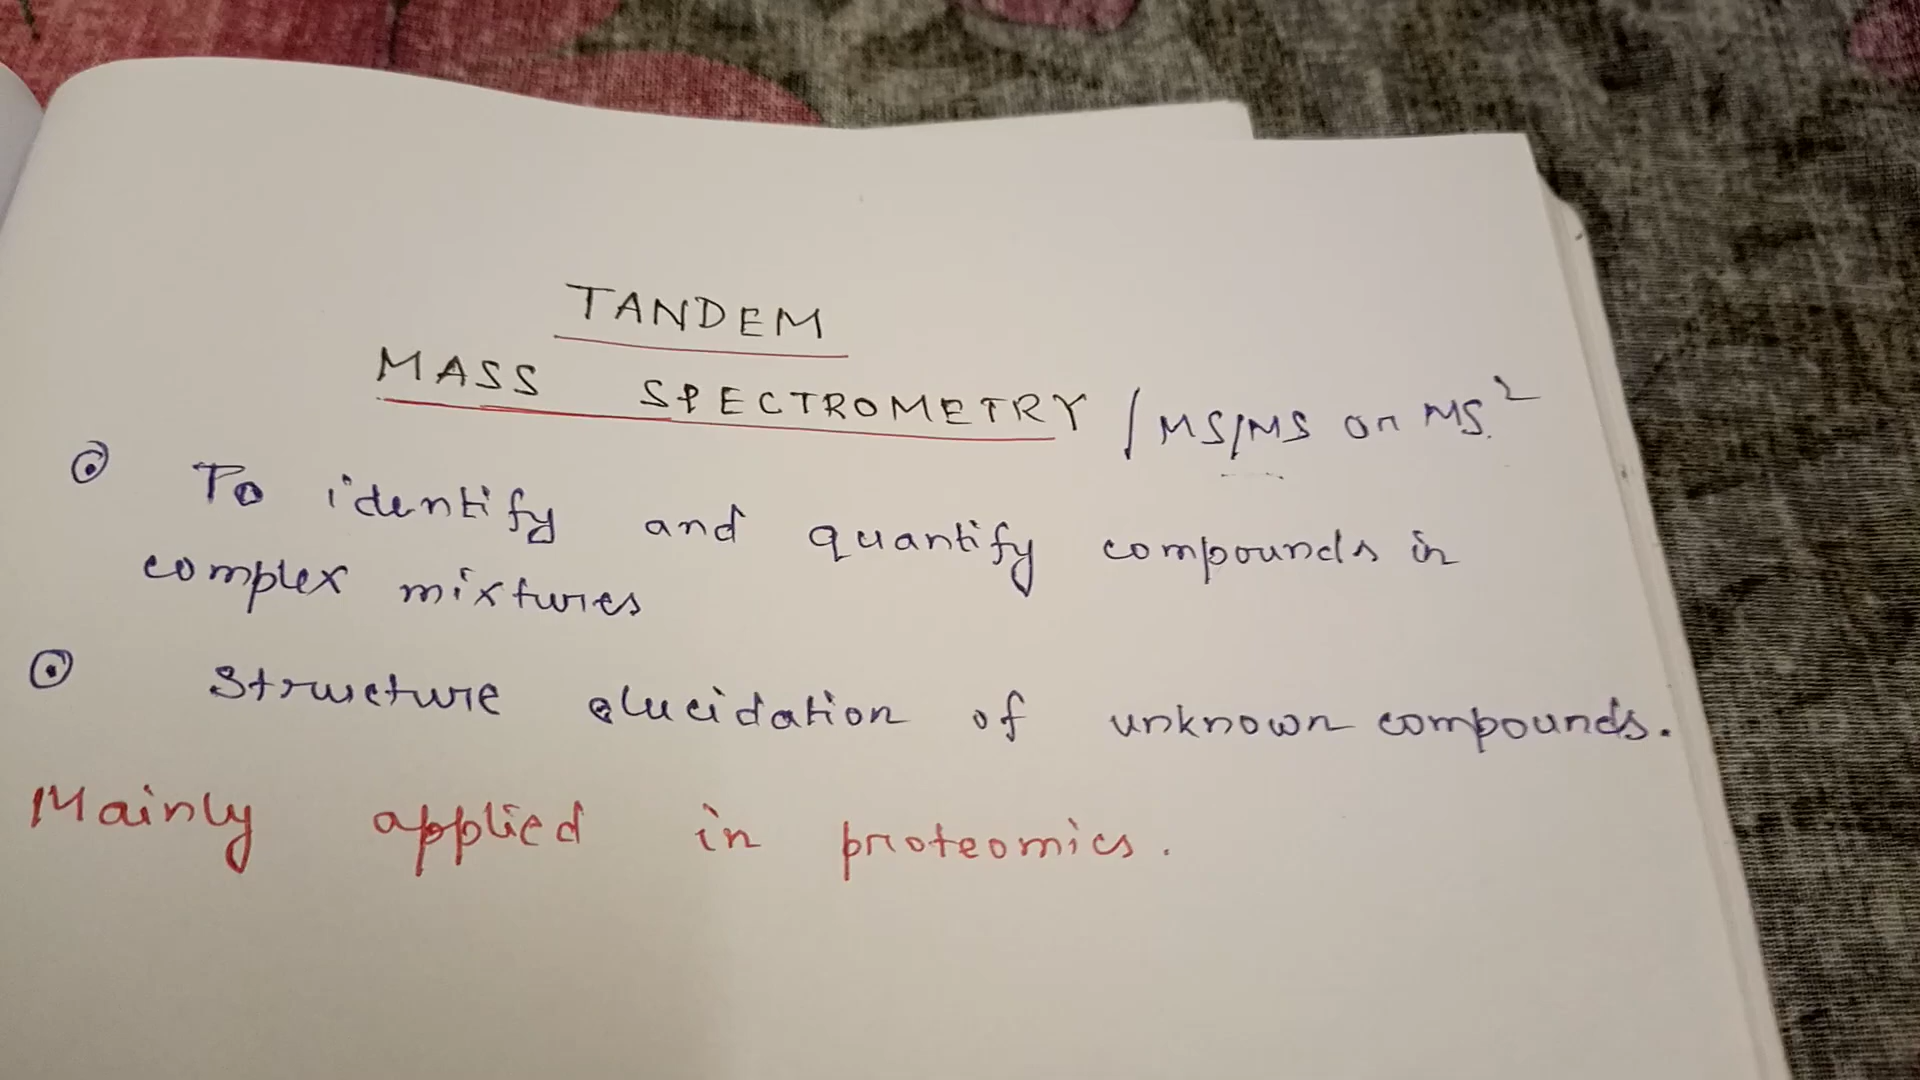 TANDEM
MASS SPECTROMETRY / MS/MS or MS²
To identify and quantify compounds in
complex mixtures
Structure elucidation of unknown compounds.
Mainly applied in proteomics.